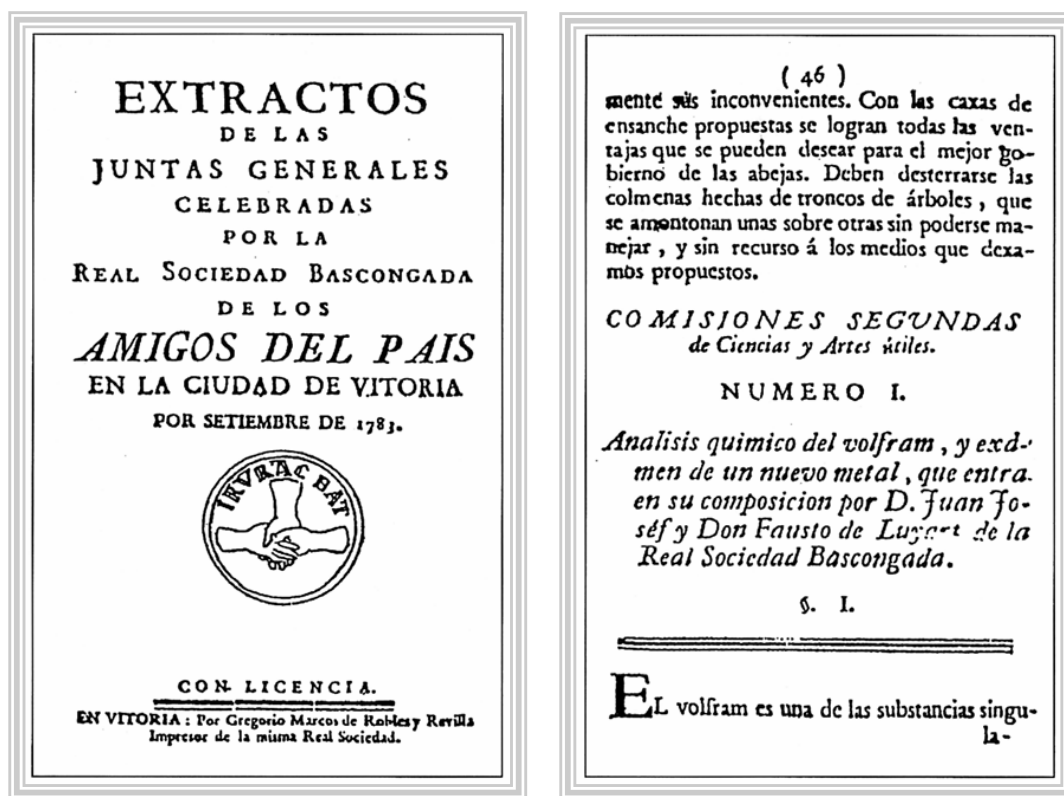 EXTRACTOS
DE LAS
JUNTAS GENERALES
CELEBRADAS
POR LA
REAL SOCIEDAD BASCONGADA
DE LOS
AMIGOS DEL PAIS
EN LA CIUDAD DE VITORIA
POR SETIEMBRE DE 1783.
IRURAC BAT
CON LICENCIA.
EN VITORIA : Por Gregorio Marcos de Robles y Revilla
Impresor de la misma Real Sociedad.
( 46 )
mente sus inconvenientes. Con las caxas de
ensanche propuestas se logran todas las ven-
tajas que se pueden desear para el mejor go-
bierno de las abejas. Deben desterrarse las
colmenas hechas de troncos de árboles , que
se amontonan unas sobre otras sin poderse ma-
nejar , y sin recurso á los medios que dexa-
mos propuestos.
COMISIONES SEGUNDAS
de Ciencias y Artes útiles.
NUMERO I.
Analisis quimico del volfram , y exá-
men de un nuevo metal , que entra
en su composicion por D. Juan Jo-
séf y Don Fausto de Luyart de la
Real Sociedad Bascongada.
§. I.
EL volfram es una de las substancias singu-
la-